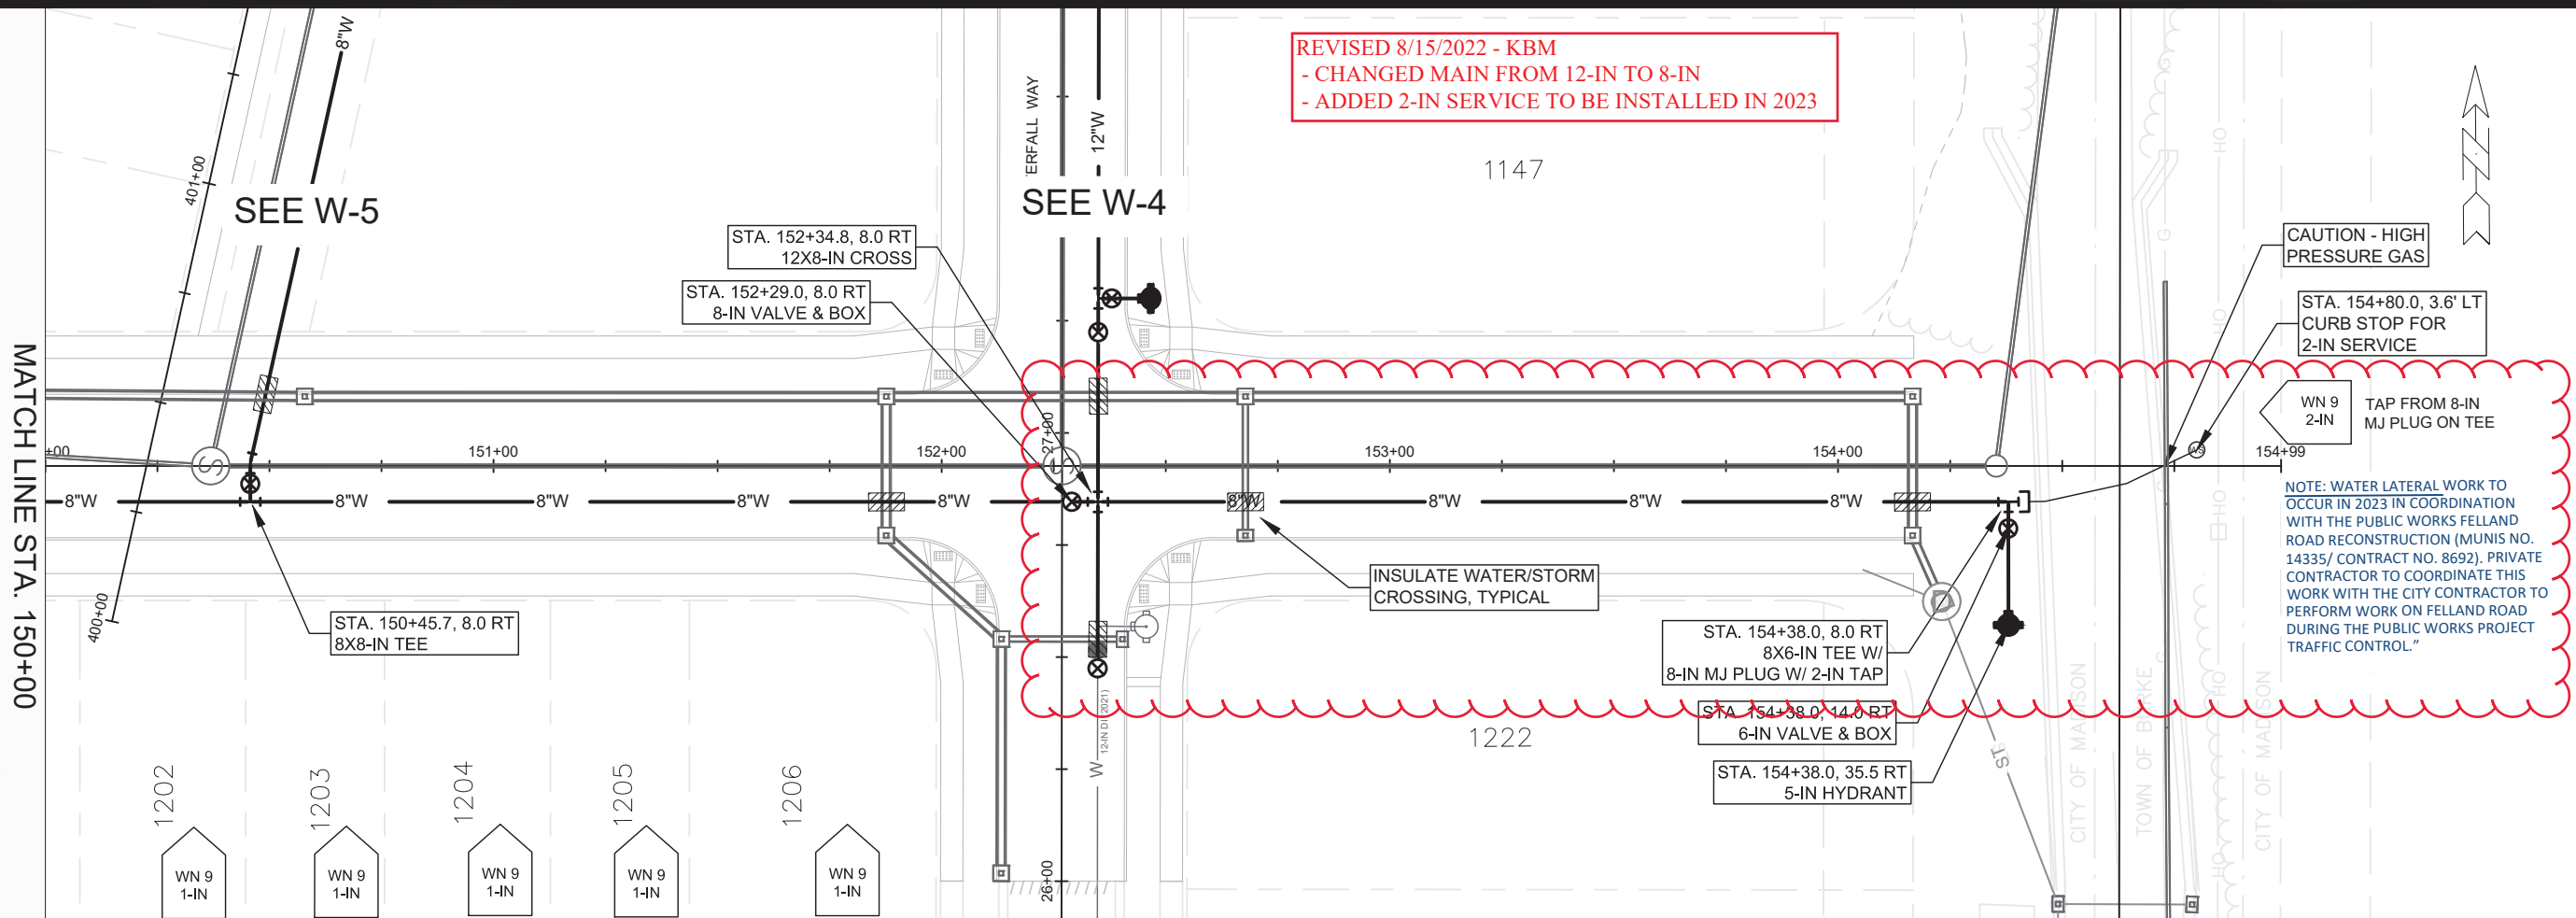 8"W
401+00
SEE W-5
400+00
MATCH LINE STA. 150+00
ERFALL WAY
12"W
SEE W-4
REVISED 8/15/2022 - KBM
- CHANGED MAIN FROM 12-IN TO 8-IN
- ADDED 2-IN SERVICE TO BE INSTALLED IN 2023
1147
STA. 152+34.8, 8.0 RT
12X8-IN CROSS
STA. 152+29.0, 8.0 RT
8-IN VALVE & BOX
CAUTION - HIGH
PRESSURE GAS
STA. 154+80.0, 3.6' LT
CURB STOP FOR
2-IN SERVICE
WN 9
2-IN
TAP FROM 8-IN
MJ PLUG ON TEE
+00
S
151+00
152+00
27+00
153+00
154+00
154+99
8"W
8"W
8"W
8"W
8"W
8"W
8"W
8"W
8"W
NOTE: WATER LATERAL WORK TO
OCCUR IN 2023 IN COORDINATION
WITH THE PUBLIC WORKS FELLAND
ROAD RECONSTRUCTION (MUNIS NO.
14335/ CONTRACT NO. 8692). PRIVATE
CONTRACTOR TO COORDINATE THIS
WORK WITH THE CITY CONTRACTOR TO
PERFORM WORK ON FELLAND ROAD
DURING THE PUBLIC WORKS PROJECT
TRAFFIC CONTROL."
INSULATE WATER/STORM
CROSSING, TYPICAL
STA. 150+45.7, 8.0 RT
8X8-IN TEE
STA. 154+38.0, 8.0 RT
8X6-IN TEE W/
8-IN MJ PLUG W/ 2-IN TAP
STA. 154+38.0, 14.0 RT
6-IN VALVE & BOX
STA. 154+38.0, 35.5 RT
5-IN HYDRANT
D
ST
G
HO
HO
HO
HO
HO
CITY OF MADISON
TOWN OF BURKE
CITY OF MADISON
1222
12-IN DI (2021)
W
26+00
1202
1203
1204
1205
1206
WN 9
1-IN
WN 9
1-IN
WN 9
1-IN
WN 9
1-IN
WN 9
1-IN